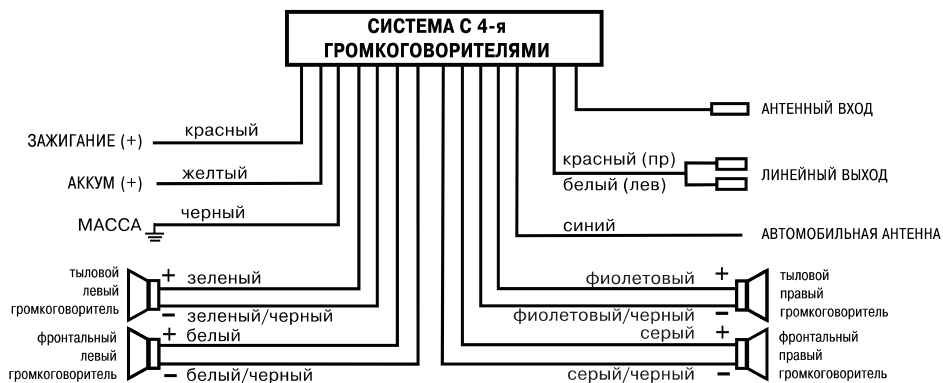 СИСТЕМА С 4-я
ГРОМКОГОВОРИТЕЛЯМИ
ЗАЖИГАНИЕ (+)
красный
АККУМ (+)
желтый
МАССА
черный
тыловой
левый
громкоговоритель
+ зеленый
- зеленый/черный
фронтальный
левый
громкоговоритель
+ белый
- белый/черный
АНТЕННЫЙ ВХОД
красный (пр)
белый (лев)
ЛИНЕЙНЫЙ ВЫХОД
синий
АВТОМОБИЛЬНАЯ АНТЕННА
фиолетовый +
фиолетовый/черный -
тыловой
правый
громкоговоритель
серый +
серый/черный -
фронтальный
правый
громкоговоритель